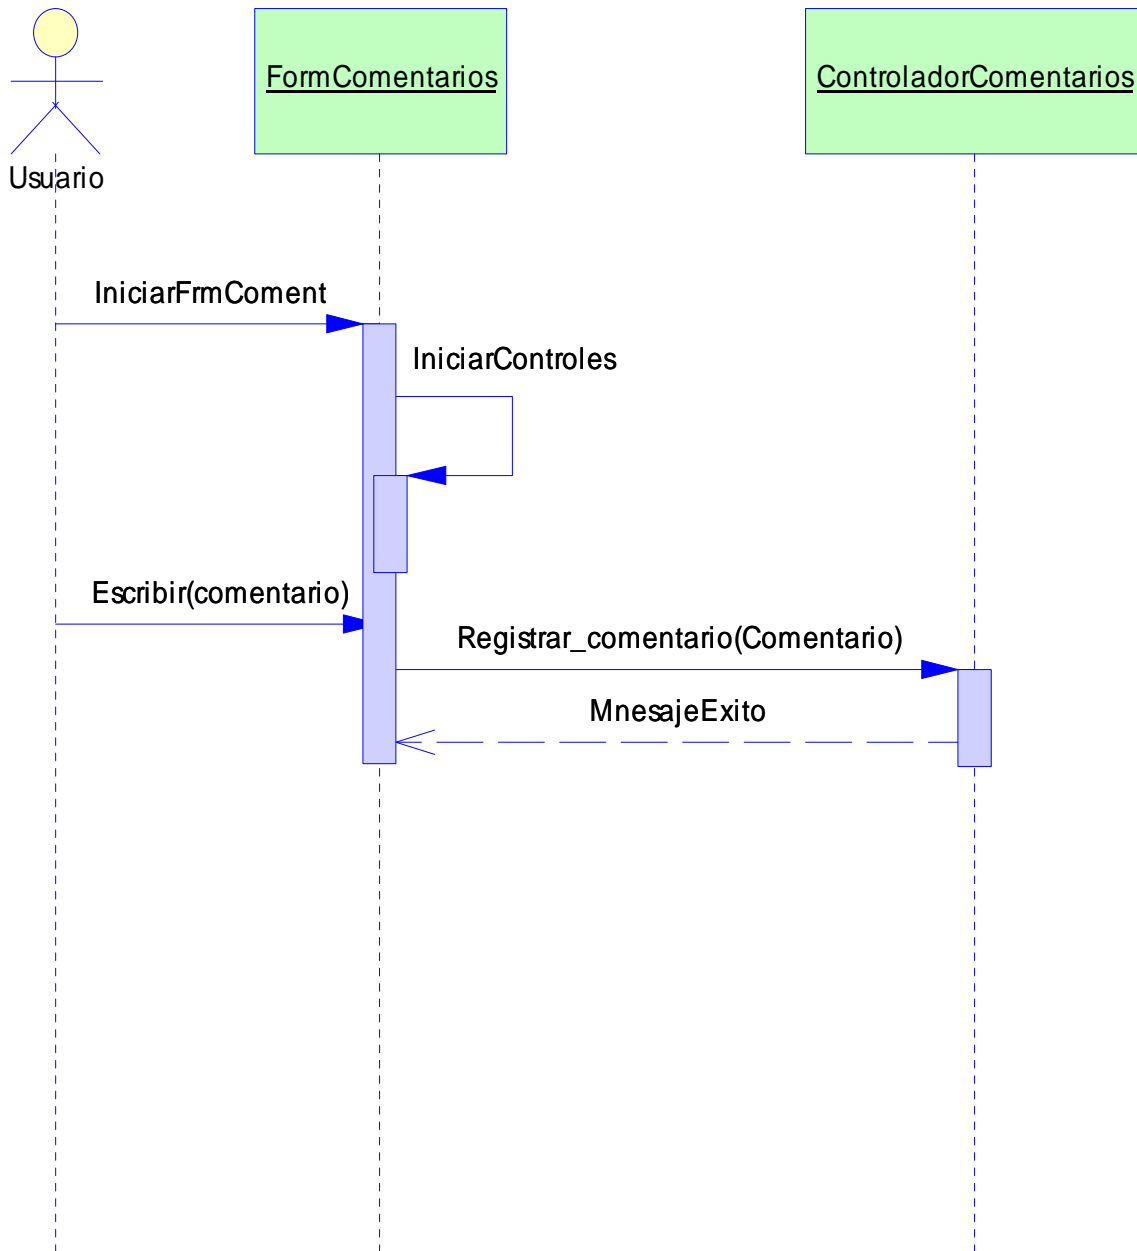 FormComentarios
ControladorComentarios
Usuario
IniciarFrmComent
IniciarControles
Escribir(comentario)
Registrar_comentario(Comentario)
MnesajeExito